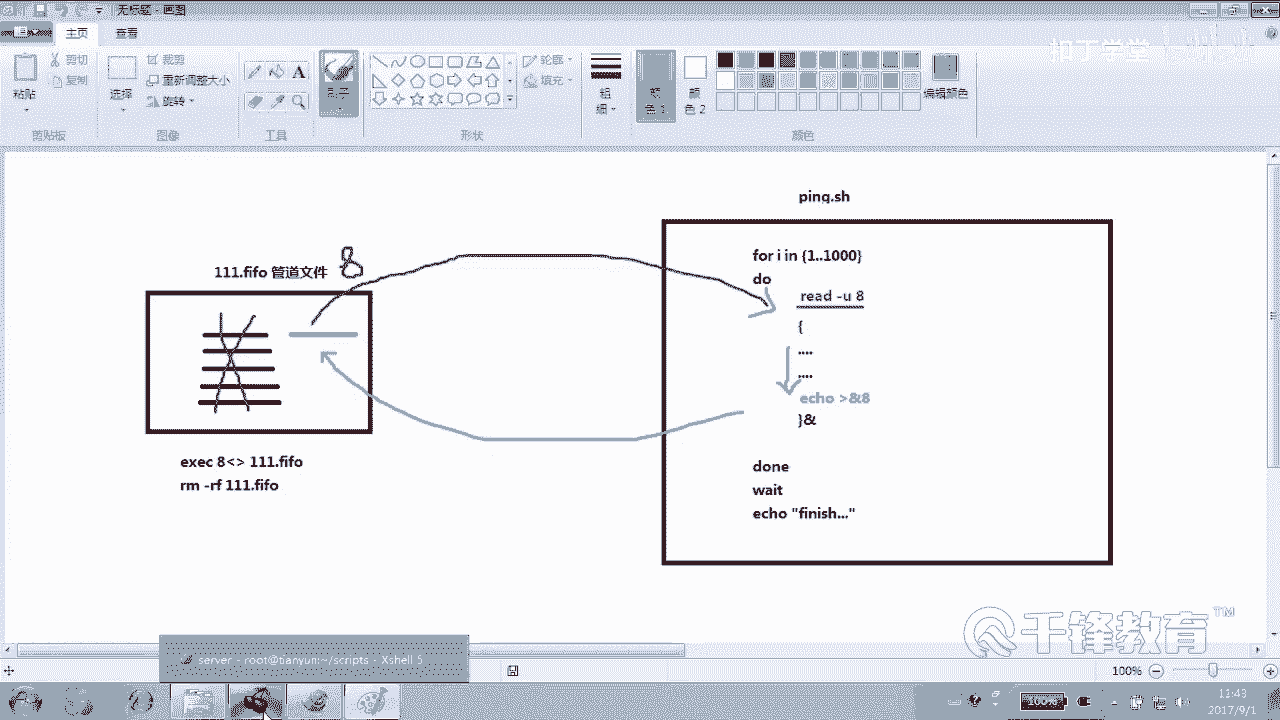 无标题 - 画图
主页
查看
剪切
复制
粘贴
剪贴板
裁剪
重新调整大小
旋转
选择
图像
A
工具
轮廓
填充
形状
粗
细
颜
色 1
颜
色 2
编辑颜色
颜色
ping.sh
111.fifo 管道文件 8
exec 8<> 111.fifo
rm -rf 111.fifo
for i in {1..1000}
do
read -u 8
{
....
....
echo >&8
}&
done
wait
echo "finish..."
千锋教育 TM
server - root@tianyun:~/scripts - Xshell 5
100%
100%
11:43
2017/9/1